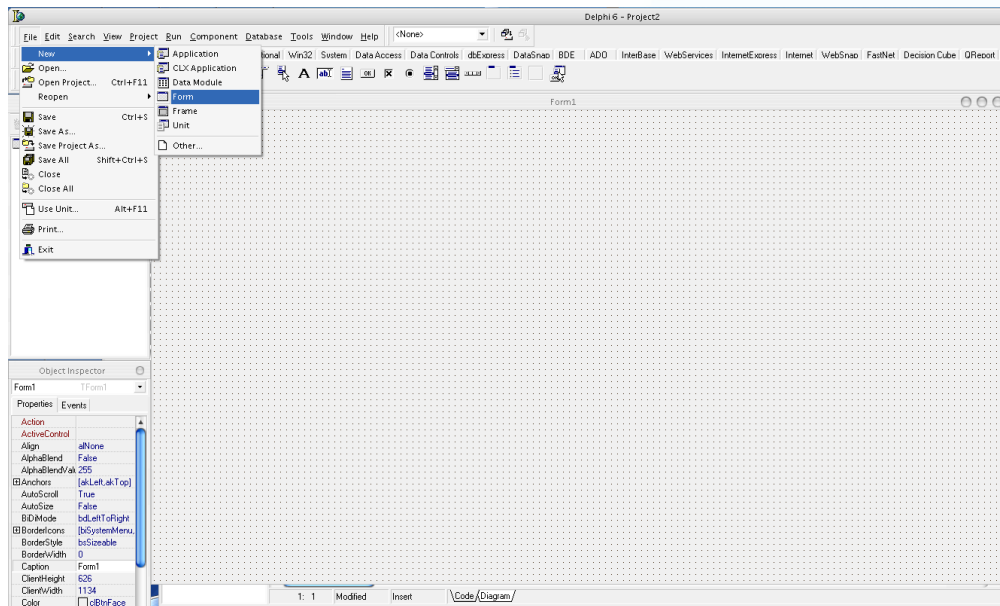 Delphi 6 - Project2
File Edit Search View Project Run Component Database Tools Window Help <None>
ional Win32 System Data Access Data Controls dbExpress DataSnap BDE ADO InterBase WebServices InternetExpress Internet WebSnap FastNet Decision Cube QReport
New
Open...
Open Project... Ctrl+F11
Reopen
Save Ctrl+S
Save As...
Save Project As...
Save All Shift+Ctrl+S
Close
Close All
Use Unit... Alt+F11
Print...
Exit
Application
CLX Application
Data Module
Form
Frame
Unit
Other...
Form1
Object Inspector
Form1 TForm1
Properties Events
Action
ActiveControl
Align alNone
AlphaBlend False
AlphaBlendValu 255
Anchors [akLeft,akTop]
AutoScroll True
AutoSize False
BiDiMode bdLeftToRight
BorderIcons [biSystemMenu,
BorderStyle bsSizeable
BorderWidth 0
Caption Form1
ClientHeight 626
ClientWidth 1134
Color clBtnFace
1: 1 Modified Insert Code Diagram